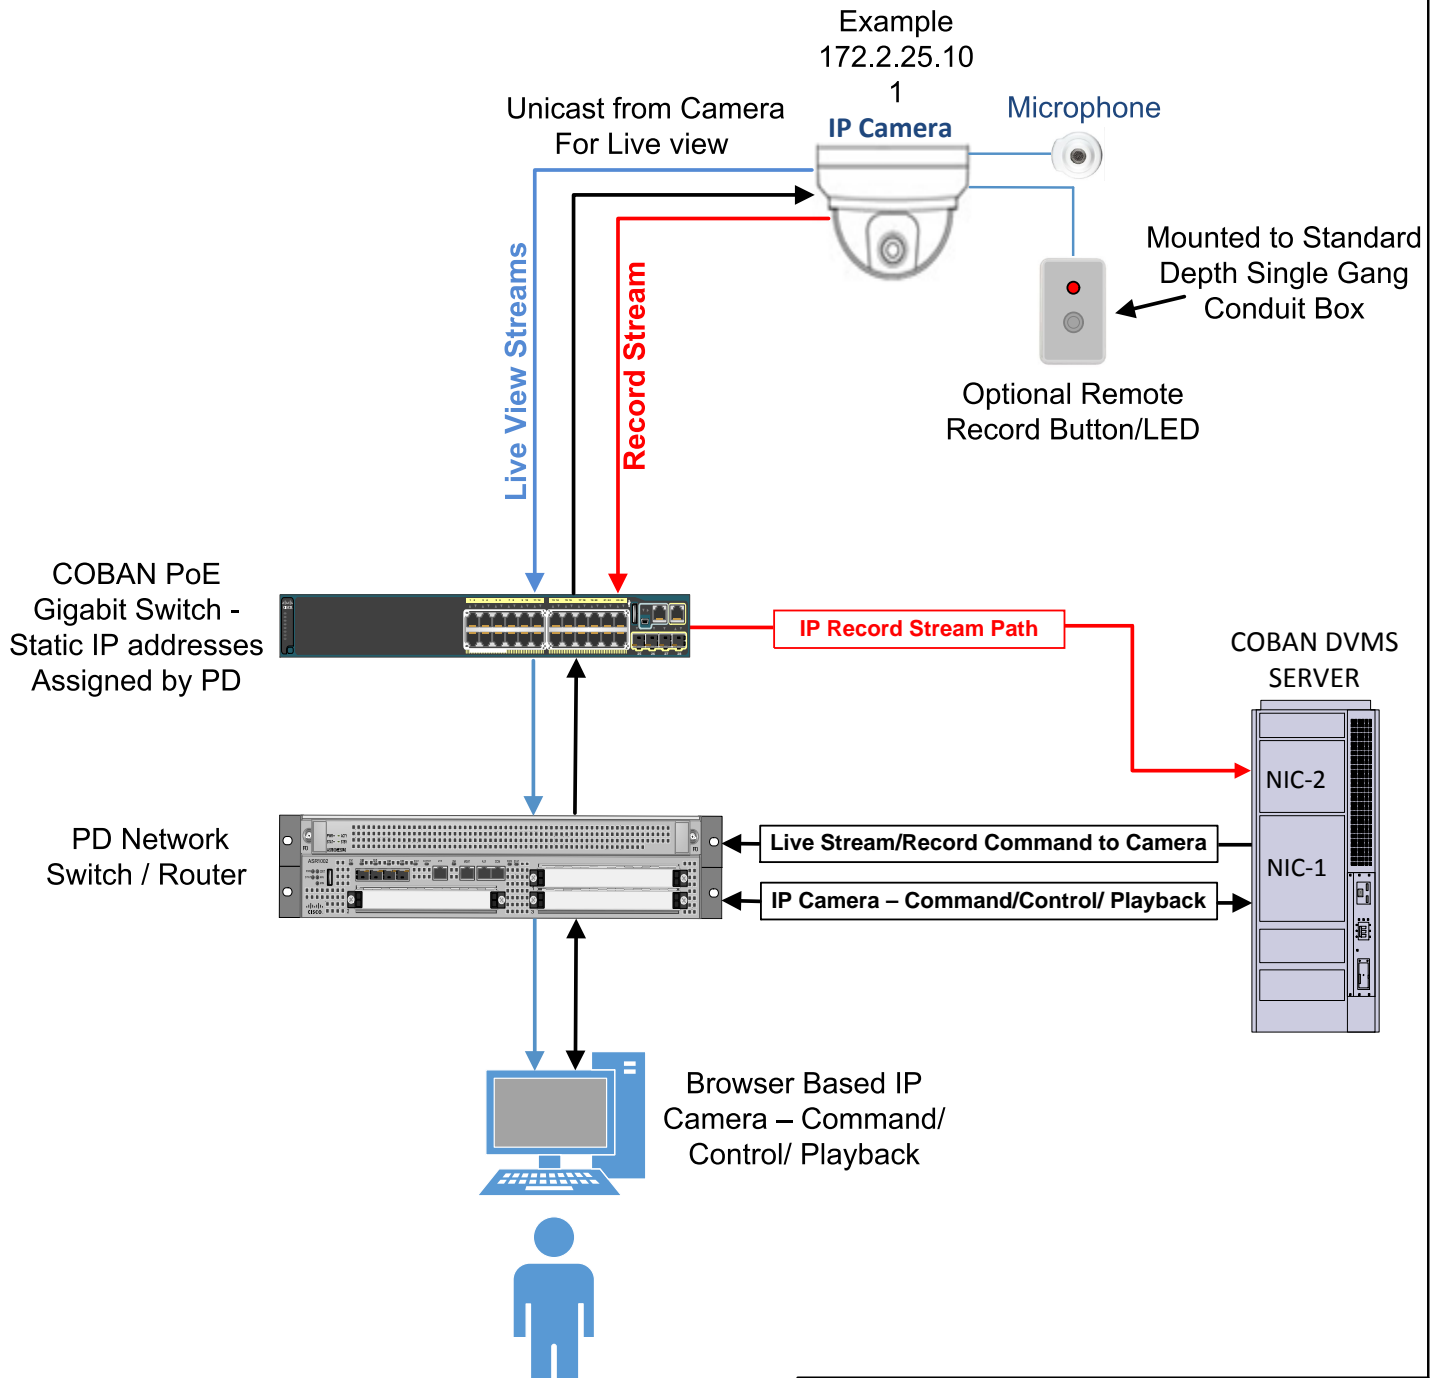 Example
172.2.25.10
1
IP Camera
Microphone
Unicast from Camera
For Live view
Live View Streams
Record Stream
Mounted to Standard
Depth Single Gang
Conduit Box
Optional Remote
Record Button/LED
COBAN PoE
Gigabit Switch -
Static IP addresses
Assigned by PD
IP Record Stream Path
COBAN DVMS
SERVER
NIC-2
NIC-1
PD Network
Switch / Router
ASR1002
CISCO
Live Stream/Record Command to Camera
IP Camera – Command/Control/ Playback
Browser Based IP
Camera – Command/
Control/ Playback